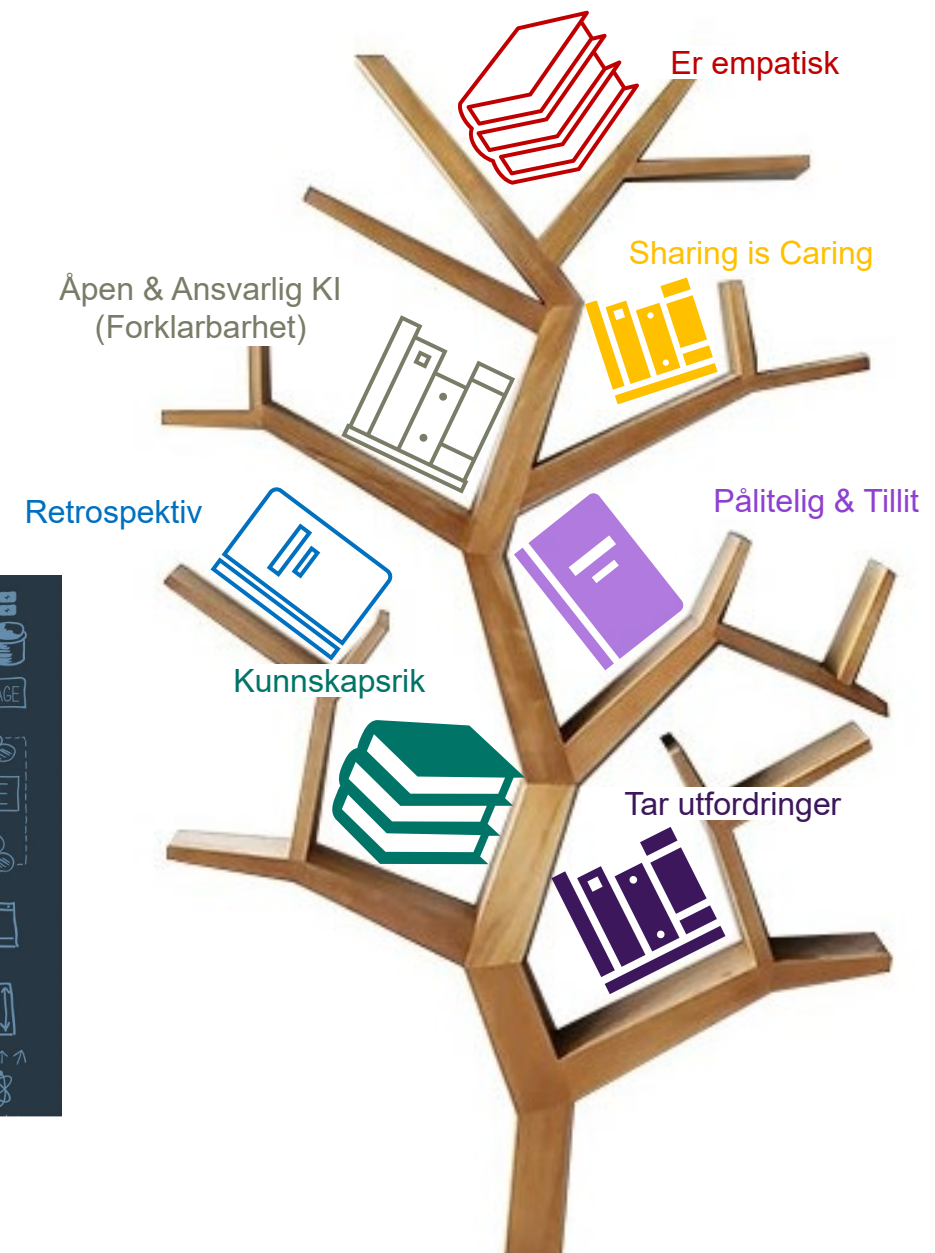 Er empatisk
Sharing is Caring
Åpen & Ansvarlig KI
(Forklarbarhet)
Retrospektiv
Pålitelig & Tillit
Kunnskapsrik
Tar utfordringer